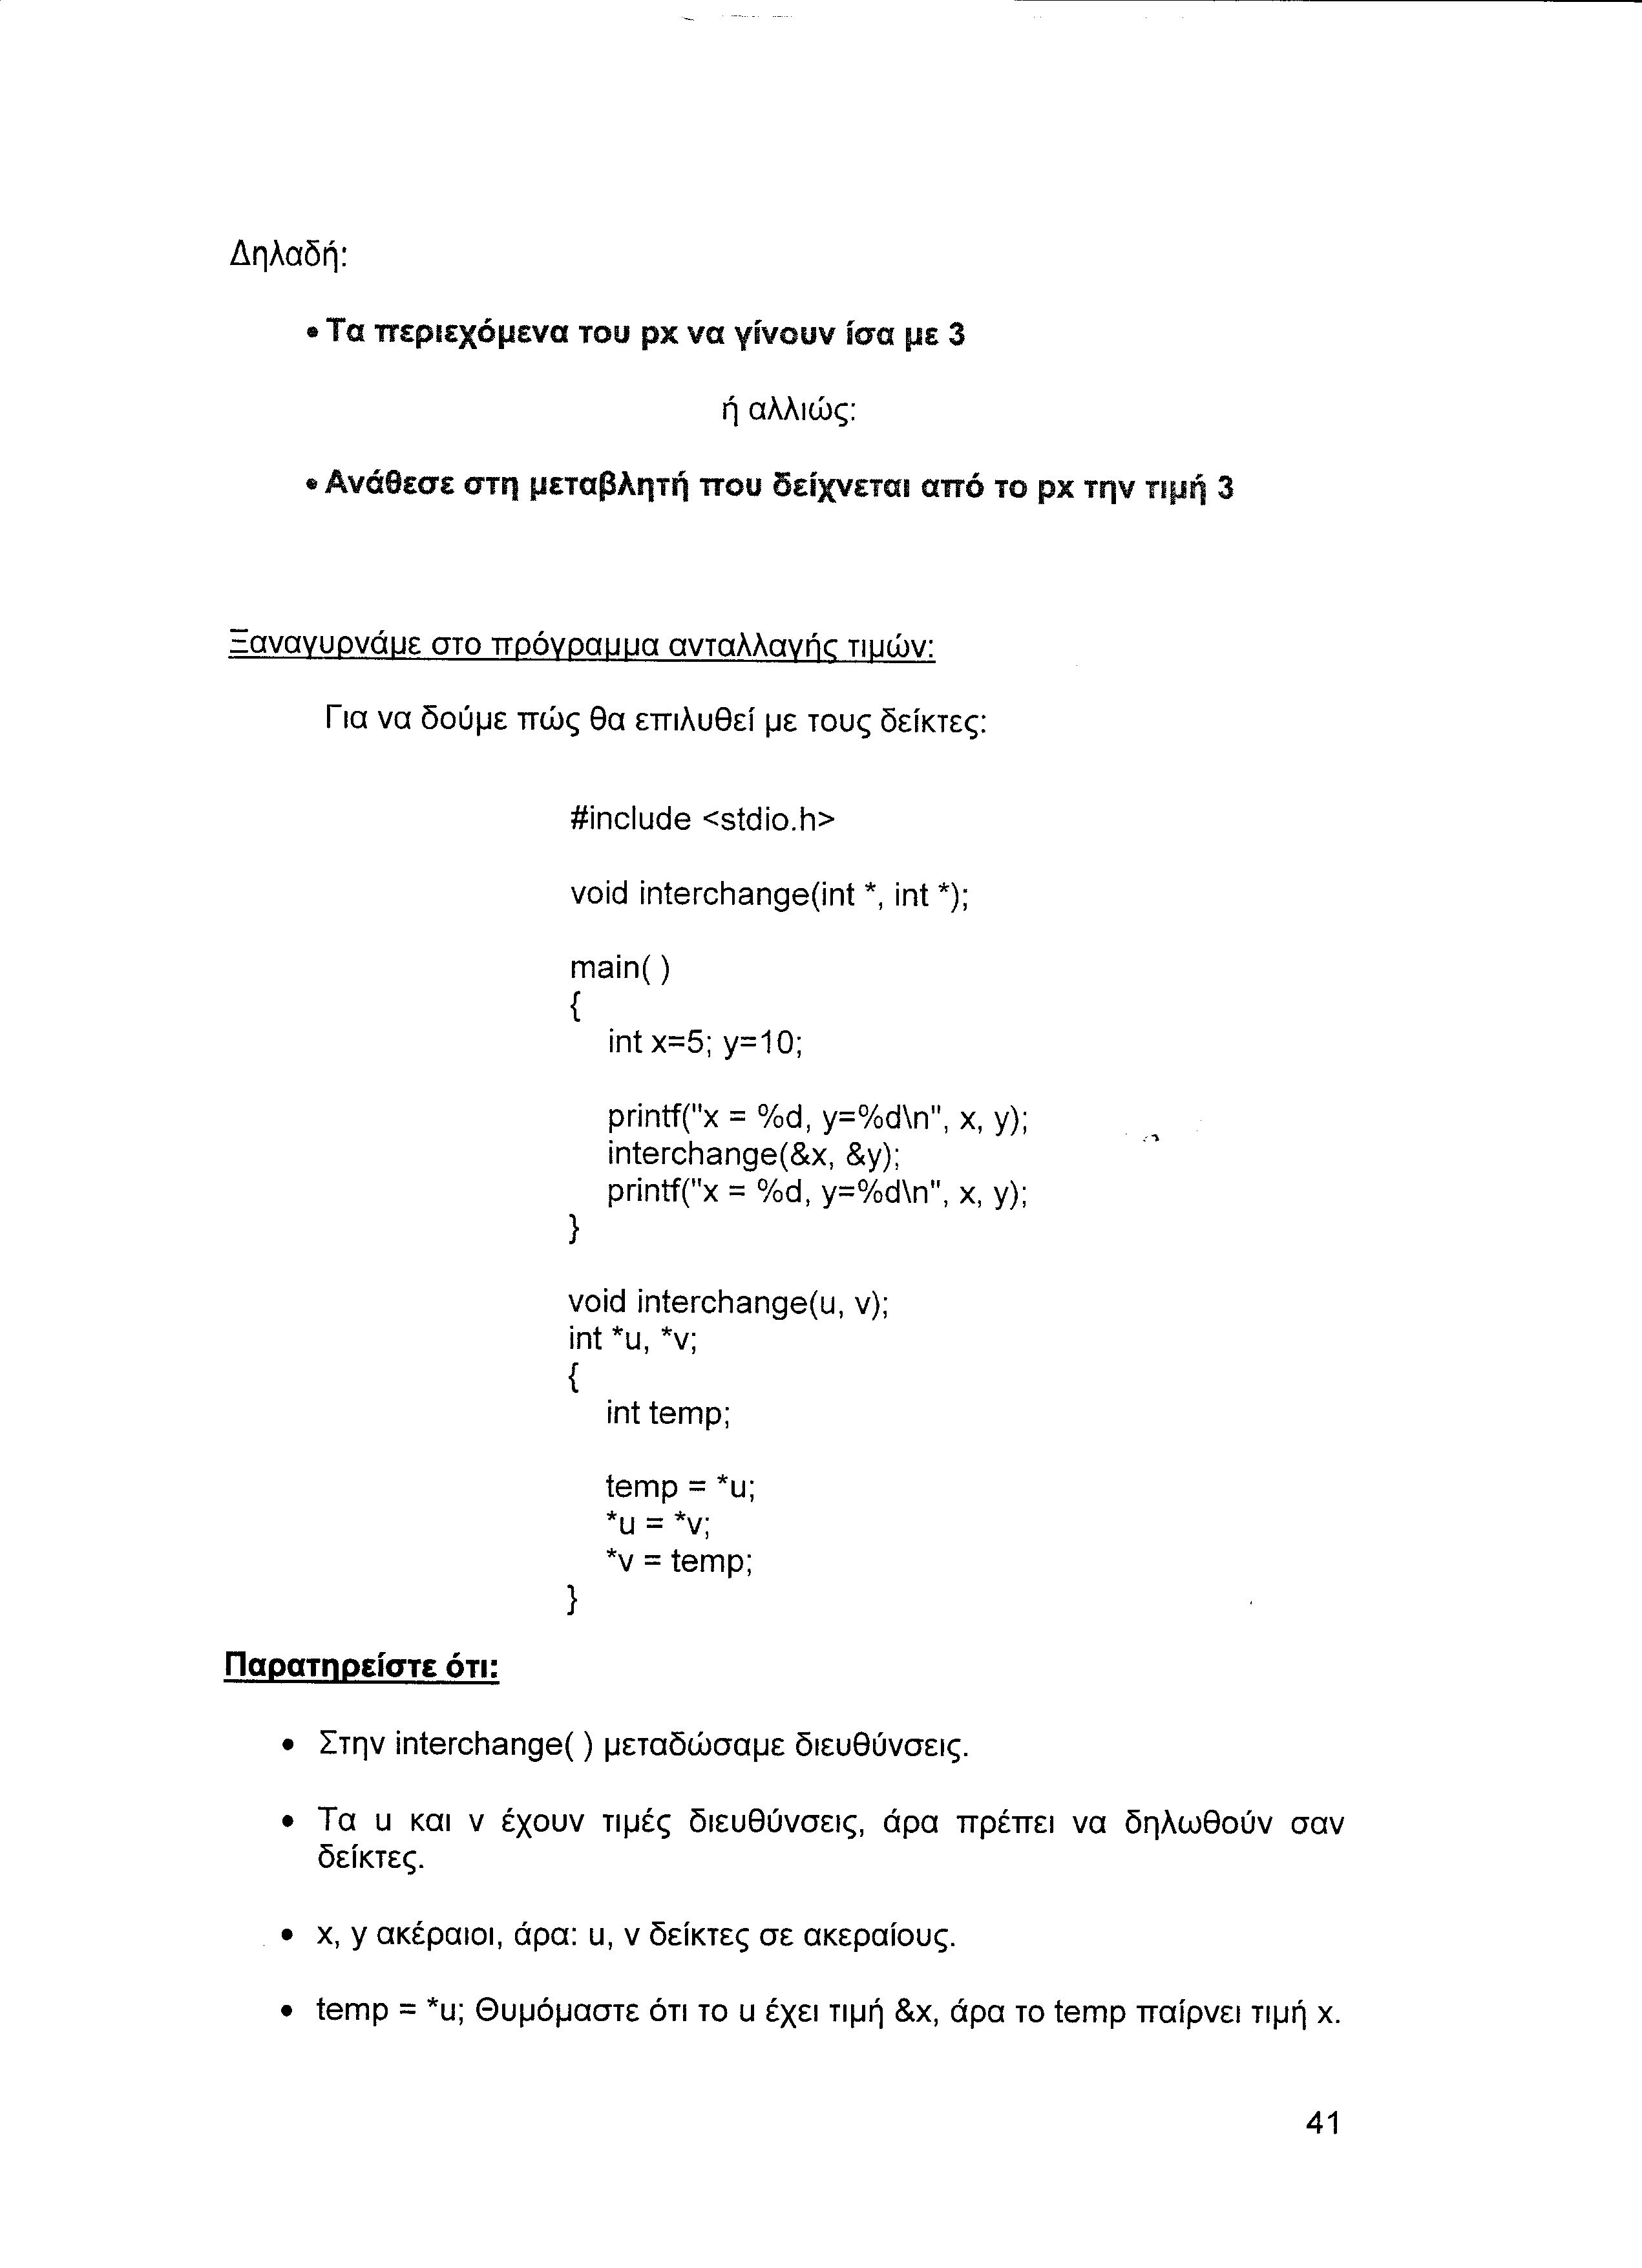 Δηλαδή:
• Τα περιεχόμενα του px να γίνουν ίσα με 3
ή αλλιώς:
• Ανάθεσε στη μεταβλητή που δείχνεται από το px την τιμή 3
Ξαναγυρνάμε στο πρόγραμμα ανταλλαγής τιμών:
Για να δούμε πώς θα επιλυθεί με τους δείκτες:
#include <stdio.h>
void interchange(int *, int *);
main( )
{
int x=5; y=10;
printf("x = %d, y=%d\n", x, y);
interchange(&x, &y);
printf("x = %d, y=%d\n", x, y);
}
void interchange(u, v);
int *u, *v;
{
int temp;
temp = *u;
*u = *v;
*v = temp;
}
Παρατηρείστε ότι:
• Στην interchange( ) μεταδώσαμε διευθύνσεις.
• Τα u και v έχουν τιμές διευθύνσεις, άρα πρέπει να δηλωθούν σαν
δείκτες.
• x, y ακέραιοι, άρα: u, v δείκτες σε ακεραίους.
• temp = *u; Θυμόμαστε ότι το u έχει τιμή &x, άρα το temp παίρνει τιμή x.
41